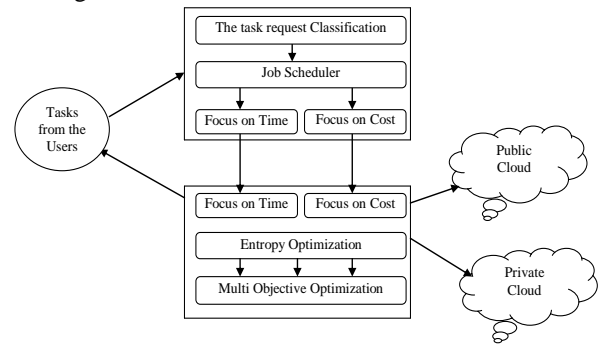 The task request Classification
Job Scheduler
Focus on Time
Focus on Cost
Tasks
from the
Users
Public
Cloud
Focus on Time
Focus on Cost
Entropy Optimization
Multi Objective Optimization
Private
Cloud